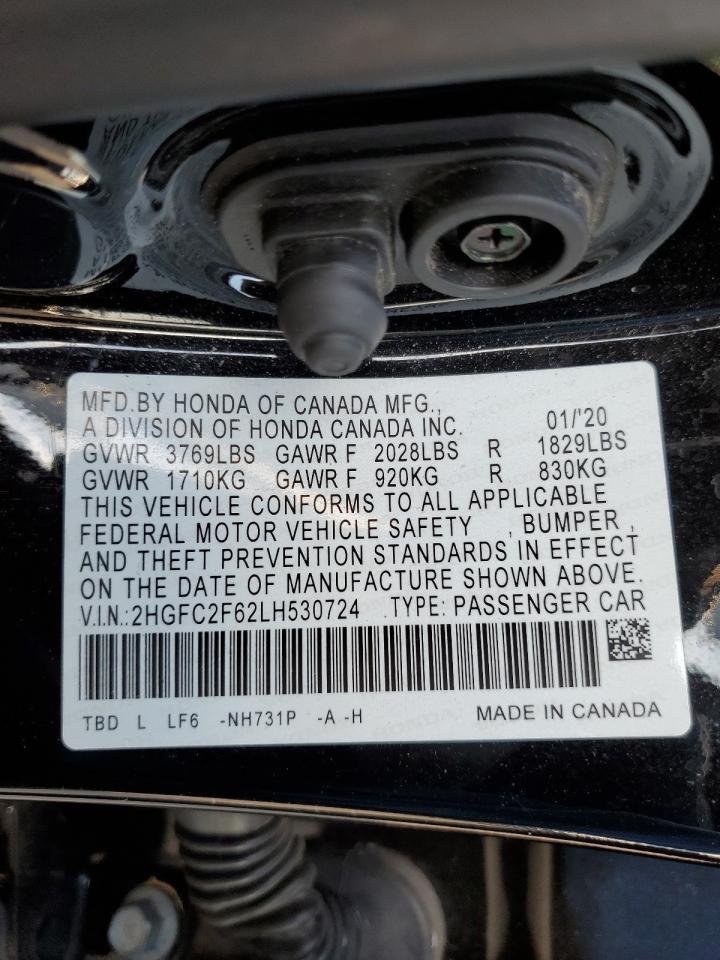 MFD.BY HONDA OF CANADA MFG.,
A DIVISION OF HONDA CANADA INC. 01/'20
GVWR 3769LBS GAWR F 2028LBS R 1829LBS
GVWR 1710KG GAWR F 920KG R 830KG
THIS VEHICLE CONFORMS TO ALL APPLICABLE
FEDERAL MOTOR VEHICLE SAFETY , BUMPER ,
AND THEFT PREVENTION STANDARDS IN EFFECT
ON THE DATE OF MANUFACTURE SHOWN ABOVE.
V.I.N.:2HGFC2F62LH530724 TYPE: PASSENGER CAR
TBD L LF6 -NH731P -A -H MADE IN CANADA